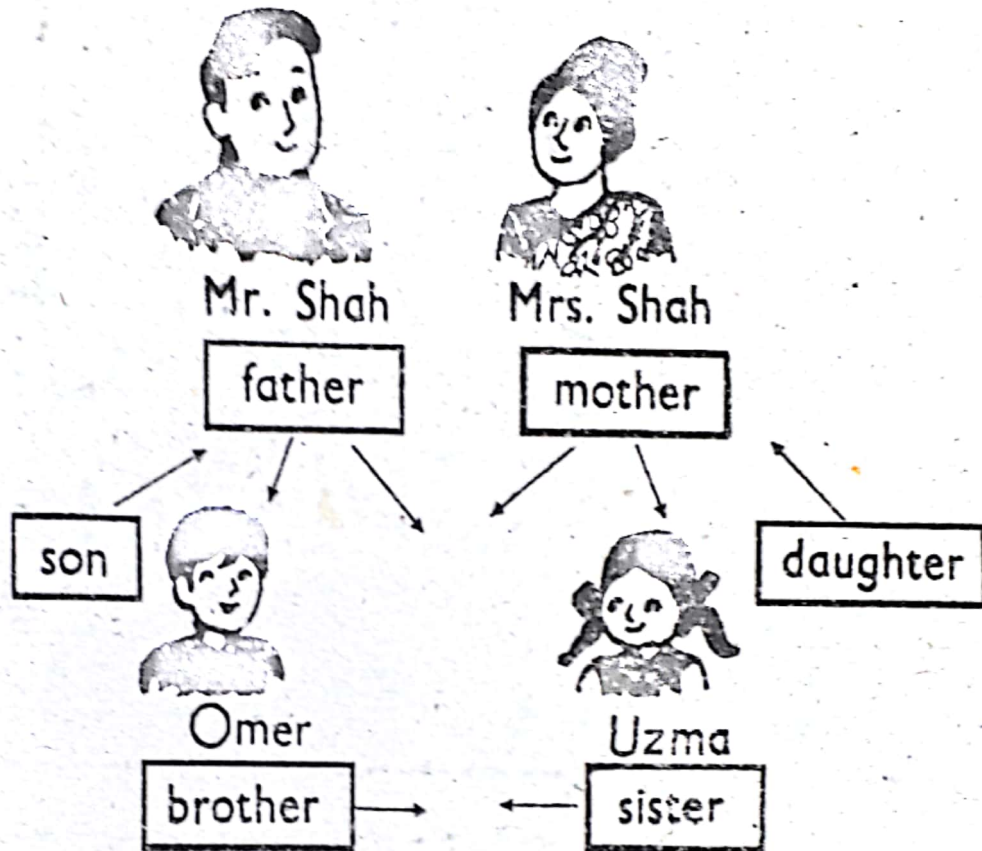 Mr. Shah
Mrs. Shah
father
mother
son
daughter
Omer
Uzma
brother
sister